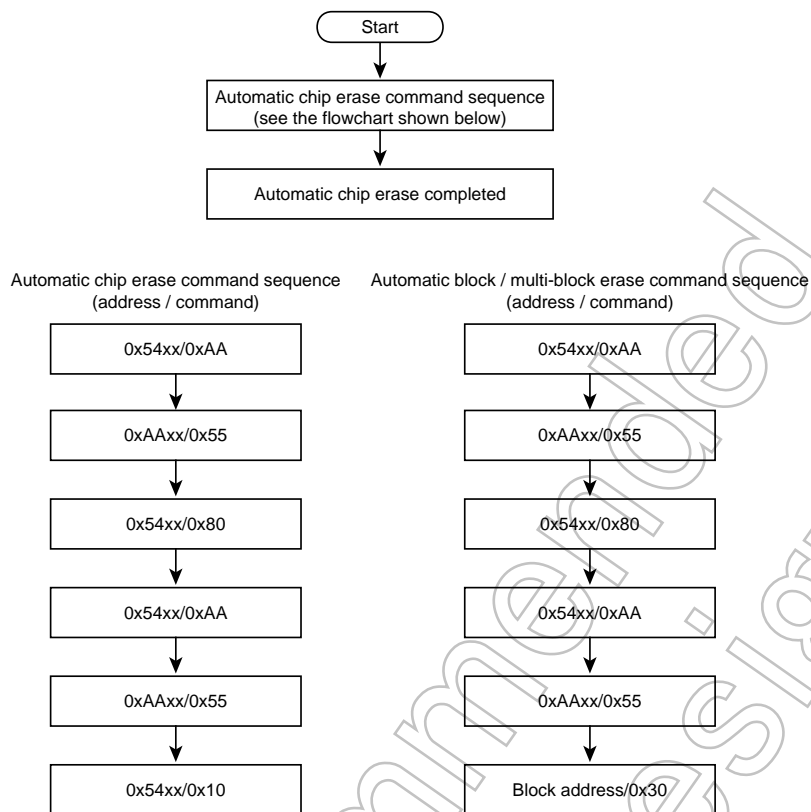 Start
Automatic chip erase command sequence
(see the flowchart shown below)
Automatic chip erase completed
Automatic chip erase command sequence
(address / command)
0x54xx/0xAA
0xAAxx/0x55
0x54xx/0x80
0x54xx/0xAA
0xAAxx/0x55
0x54xx/0x10
Automatic block / multi-block erase command sequence
(address / command)
0x54xx/0xAA
0xAAxx/0x55
0x54xx/0x80
0x54xx/0xAA
0xAAxx/0x55
Block address/0x30